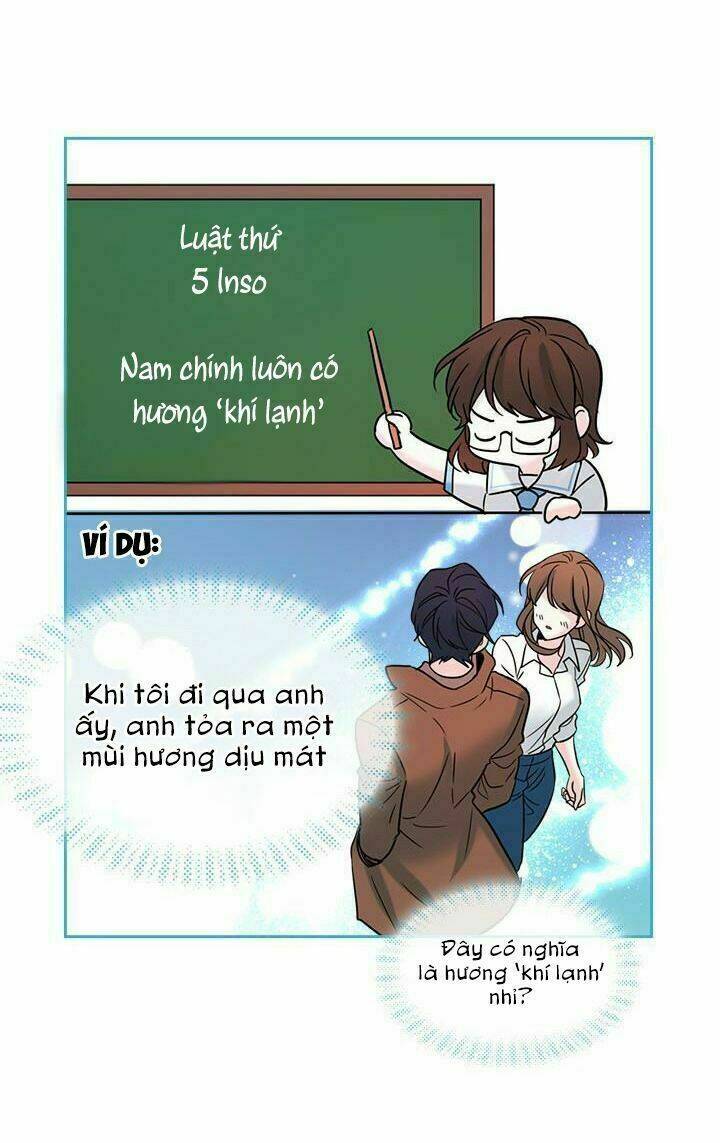 Luật thứ
5 Inso
Nam chính luôn có
hương ‘khí lạnh’
VÍ DỤ:
Khi tôi đi qua anh
ấy, anh tỏa ra một
mùi hương dịu mát
Đây có nghĩa
là hương ‘khí lạnh’
nhỉ?